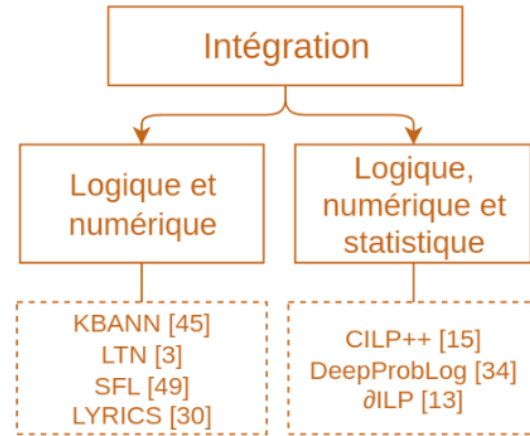 Intégration
Logique et
numérique
Logique,
numérique et
statistique
KBANN [45]
LTN [3]
SFL [49]
LYRICS [30]
CILP++ [15]
DeepProbLog [34]
∂ILP [13]